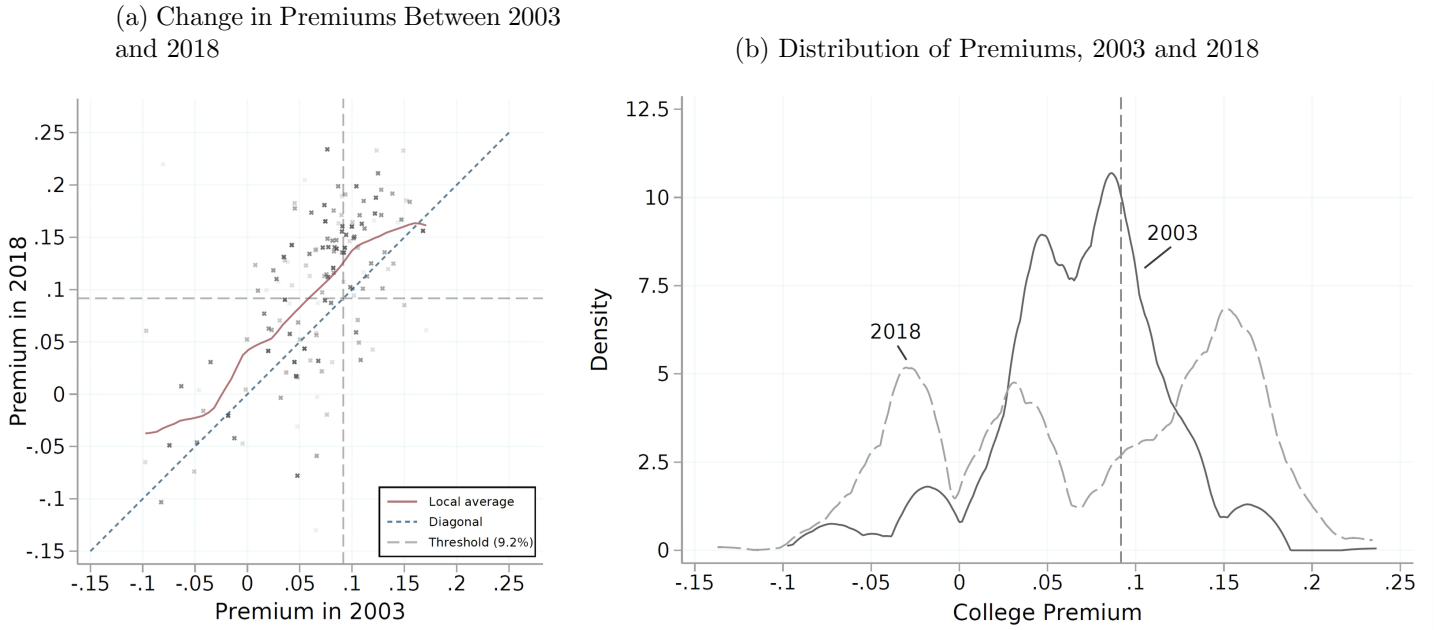 (a) Change in Premiums Between 2003
and 2018
.25
.2
.15
.1
.05
0
-.05
-.1
-.15
Premium in 2018
-.15 -.1 -.05 0 .05 .1 .15 .2 .25
Premium in 2003
Local average
Diagonal
Threshold (9.2%)
(b) Distribution of Premiums, 2003 and 2018
12.5
10
7.5
5
2.5
0
Density
2018
2003
-.15 -.1 -.05 0 .05 .1 .15 .2 .25
College Premium